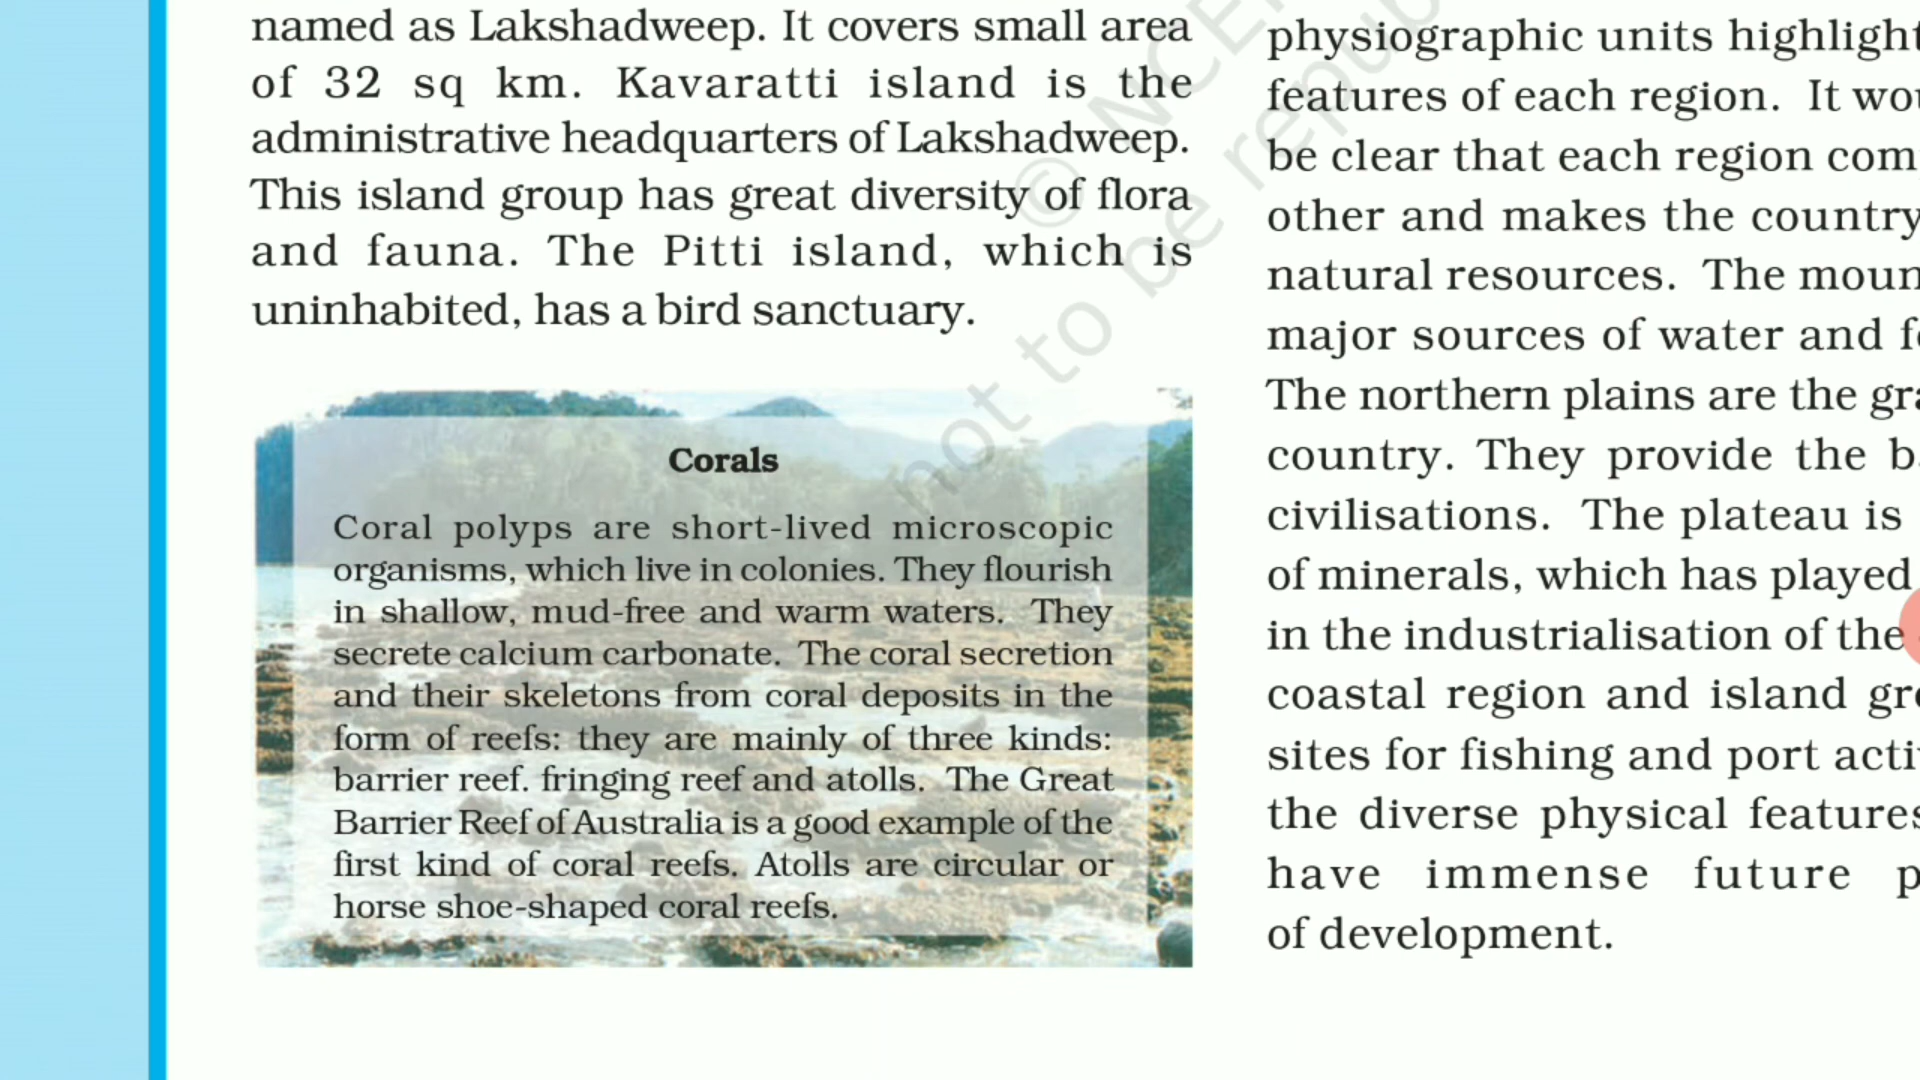 named as Lakshadweep. It covers small area
of 32 sq km. Kavaratti island is the
administrative headquarters of Lakshadweep.
This island group has great diversity of flora
and fauna. The Pitti island, which is
uninhabited, has a bird sanctuary.
Corals
Coral polyps are short-lived microscopic
organisms, which live in colonies. They flourish
in shallow, mud-free and warm waters. They
secrete calcium carbonate. The coral secretion
and their skeletons from coral deposits in the
form of reefs: they are mainly of three kinds:
barrier reef. fringing reef and atolls. The Great
Barrier Reef of Australia is a good example of the
first kind of coral reefs. Atolls are circular or
horse shoe-shaped coral reefs.
physiographic units highlight
features of each region. It
be clear that each region
other and makes the country
natural resources. The
major sources of water and
The northern plains are the
country. They provide the
civilisations. The plateau is
of minerals, which has played
in the industrialisation of the
coastal region and island
sites for fishing and port
the diverse physical features
have immense future
of development.
©
not to be